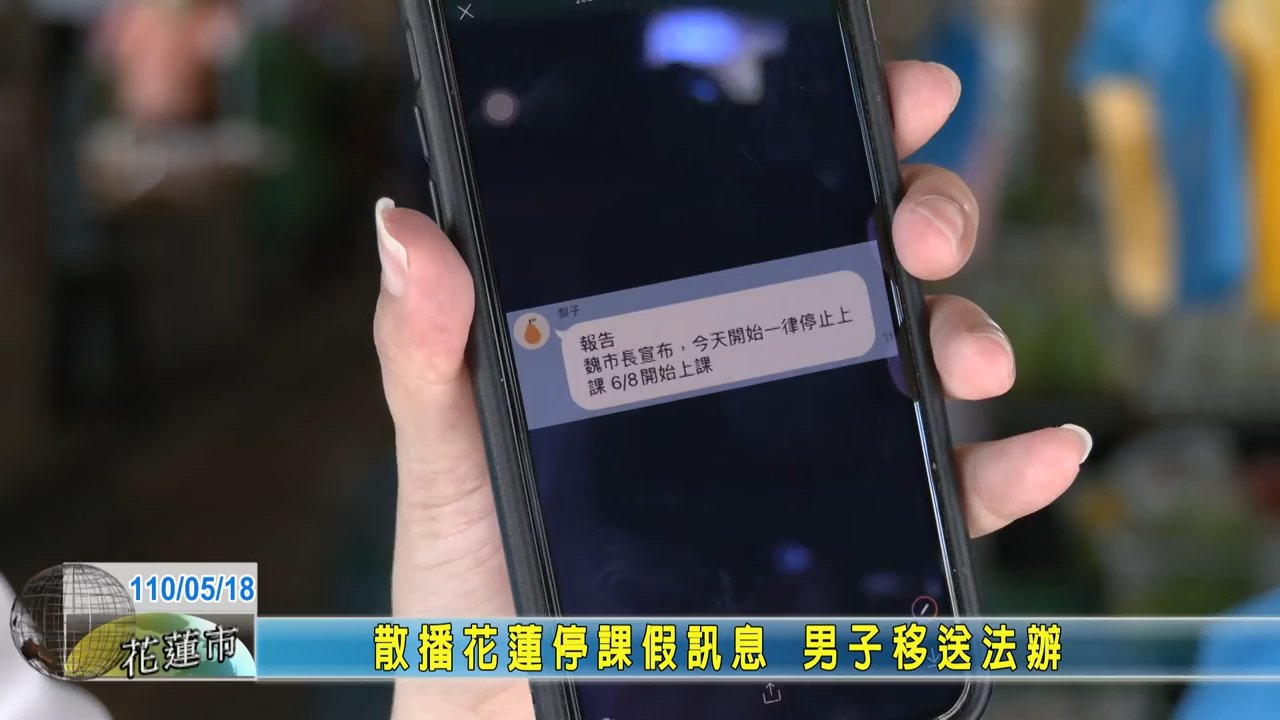 梨子
報告
魏市長宣布，今天開始一律停止上
課 6/8開始上課
110/05/18
花蓮市
散播花蓮停課假訊息 男子移送法辦